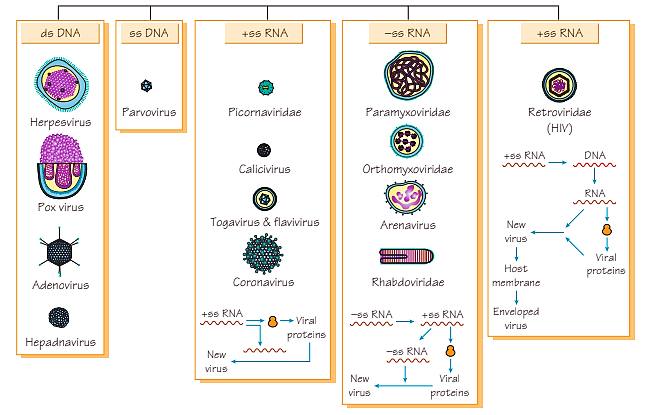 ds DNA
Herpesvirus
Pox virus
Adenovirus
Hepadnavirus
ss DNA
Parvovirus
+ss RNA
Picornaviridae
Calicivirus
Togavirus & flavivirus
Coronavirus
+ss RNA
Viral
proteins
New
virus
−ss RNA
Paramyxoviridae
Orthomyxoviridae
Arenavirus
Rhabdoviridae
−ss RNA
+ss RNA
−ss RNA
New
virus
Viral
proteins
+ss RNA
Retroviridae
(HIV)
+ss RNA
DNA
RNA
New
virus
Viral
proteins
Host
membrane
Enveloped
virus